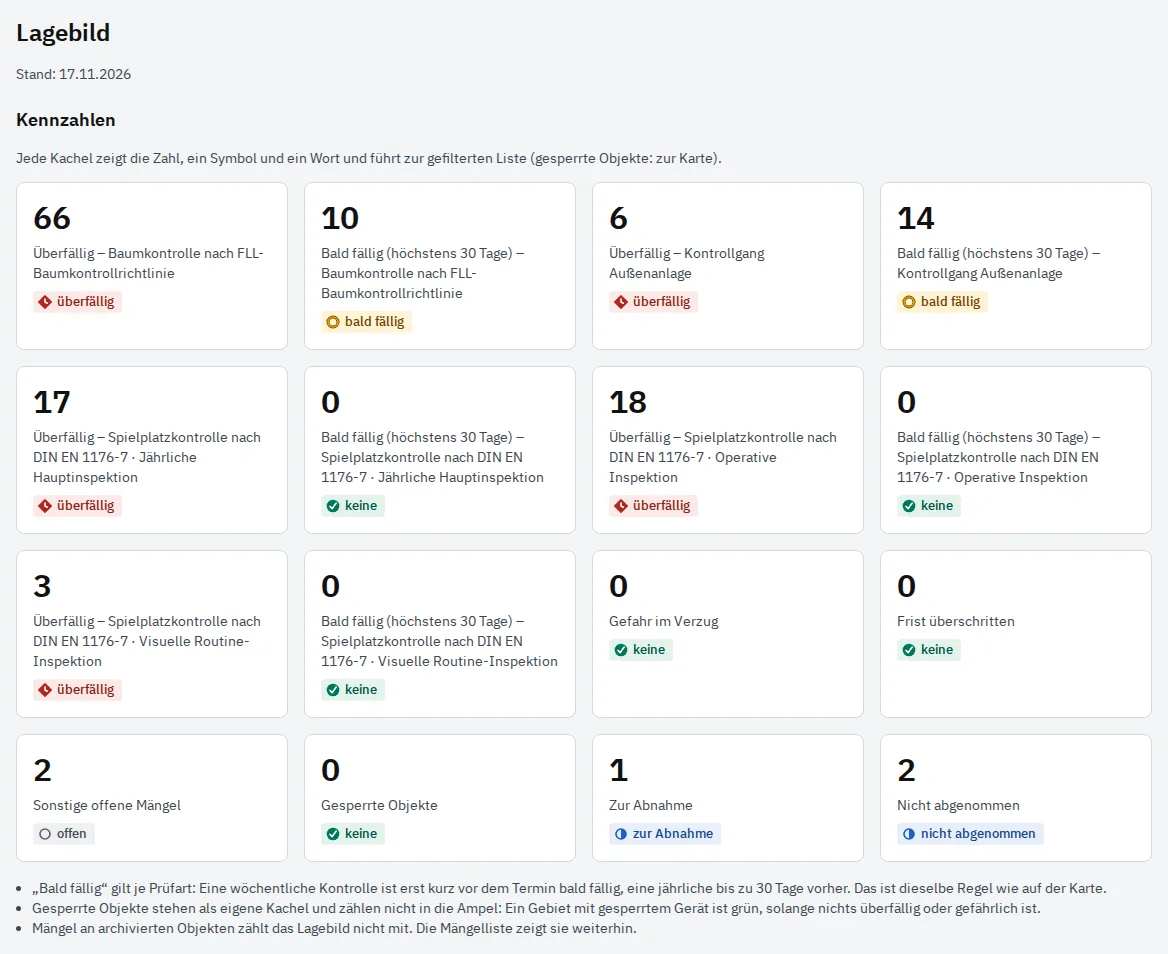 Lagebild
Stand: 17.11.2026
Kennzahlen
Jede Kachel zeigt die Zahl, ein Symbol und ein Wort und führt zur gefilterten Liste (gesperrte Objekte: zur Karte).
66
Überfällig – Baumkontrolle nach FLL-
Baumkontrollrichtlinie
überfällig
10
Bald fällig (höchstens 30 Tage) –
Baumkontrolle nach FLL-
Baumkontrollrichtlinie
bald fällig
6
Überfällig – Kontrollgang
Außenanlage
überfällig
14
Bald fällig (höchstens 30 Tage) –
Kontrollgang Außenanlage
bald fällig
17
Überfällig – Spielplatzkontrolle nach
DIN EN 1176-7 · Jährliche
Hauptinspektion
überfällig
0
Bald fällig (höchstens 30 Tage) –
Spielplatzkontrolle nach DIN EN
1176-7 · Jährliche Hauptinspektion
keine
18
Überfällig – Spielplatzkontrolle nach
DIN EN 1176-7 · Operative
Inspektion
überfällig
0
Bald fällig (höchstens 30 Tage) –
Spielplatzkontrolle nach DIN EN
1176-7 · Operative Inspektion
keine
3
Überfällig – Spielplatzkontrolle nach
DIN EN 1176-7 · Visuelle Routine-
Inspektion
überfällig
0
Bald fällig (höchstens 30 Tage) –
Spielplatzkontrolle nach DIN EN
1176-7 · Visuelle Routine-Inspektion
keine
0
Gefahr im Verzug
keine
0
Frist überschritten
keine
2
Sonstige offene Mängel
offen
0
Gesperrte Objekte
keine
1
Zur Abnahme
zur Abnahme
2
Nicht abgenommen
nicht abgenommen
• „Bald fällig“ gilt je Prüfart: Eine wöchentliche Kontrolle ist erst kurz vor dem Termin bald fällig, eine jährliche bis zu 30 Tage vorher. Das ist dieselbe Regel wie auf der Karte.
• Gesperrte Objekte stehen als eigene Kachel und zählen nicht in die Ampel: Ein Gebiet mit gesperrtem Gerät ist grün, solange nichts überfällig oder gefährlich ist.
• Mängel an archivierten Objekten zählt das Lagebild nicht mit. Die Mängelliste zeigt sie weiterhin.